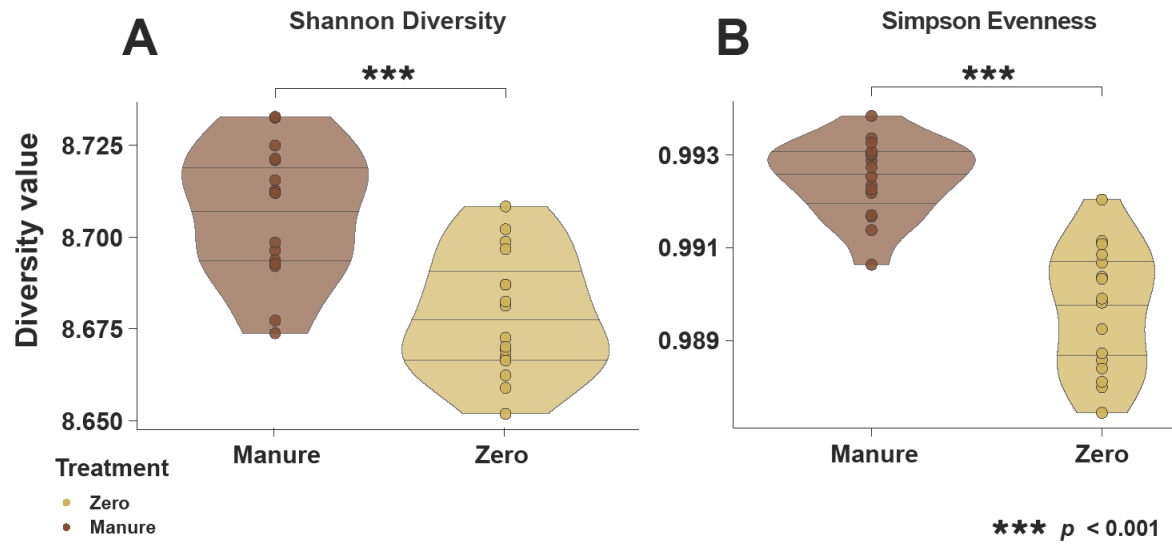 A Shannon Diversity
B Simpson Evenness
***
***
Diversity value
8.725
8.700
8.675
8.650
0.993
0.991
0.989
Manure Zero
Manure Zero
Treatment
Zero
Manure
*** p < 0.001